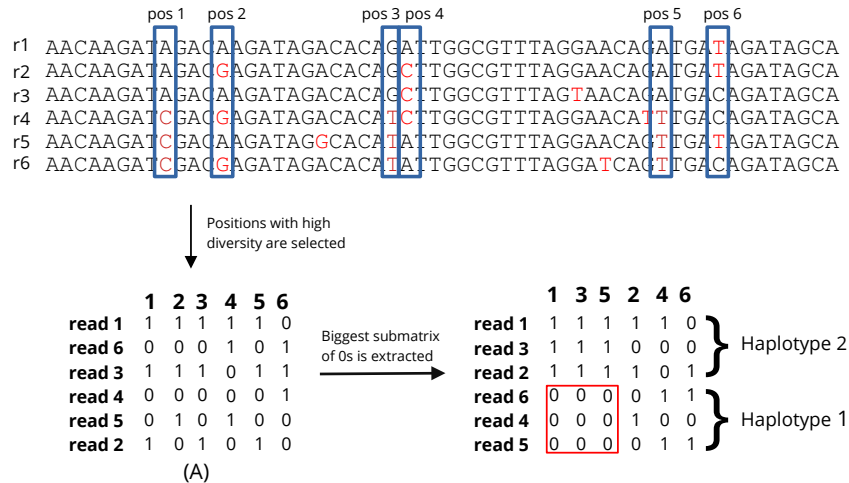 pos 1 pos 2 pos 3 pos 4 pos 5 pos 6
r1 AACAAGATAGACAAGATAGACACAGATTGGCGTTTAGGAACAGATGATAGATAGCA
r2 AACAAGATAGACGAGATAGACACAGCTTGGCGTTTAGGAACAGATGATAGATAGCA
r3 AACAAGATAGACAAGATAGACACAGCTTGGCGTTTAGTAACAGATGACAGATAGCA
r4 AACAAGATCGACGAGATAGACACATCTTGGCGTTTAGGAACATTTGACAGATAGCA
r5 AACAAGATCGACAAGATAGGCACATATTGGCGTTTAGGAACAGTTGATAGATAGCA
r6 AACAAGATCGACGAGATAGACACATATTGGCGTTTAGGATCAGTTGACAGATAGCA
Positions with high
diversity are selected
1 2 3 4 5 6
read 1 1 1 1 1 1 0
read 6 0 0 0 1 0 1
read 3 1 1 1 0 1 1
read 4 0 0 0 0 0 1
read 5 0 1 0 1 0 0
read 2 1 0 1 0 1 0
(A)
Biggest submatrix
of 0s is extracted
1 3 5 2 4 6
read 1 1 1 1 1 1 0
read 3 1 1 1 0 0 0
read 2 1 1 1 1 0 1
read 6 0 0 0 0 1 1
read 4 0 0 0 1 0 0
read 5 0 0 0 0 1 1
Haplotype 2
Haplotype 1